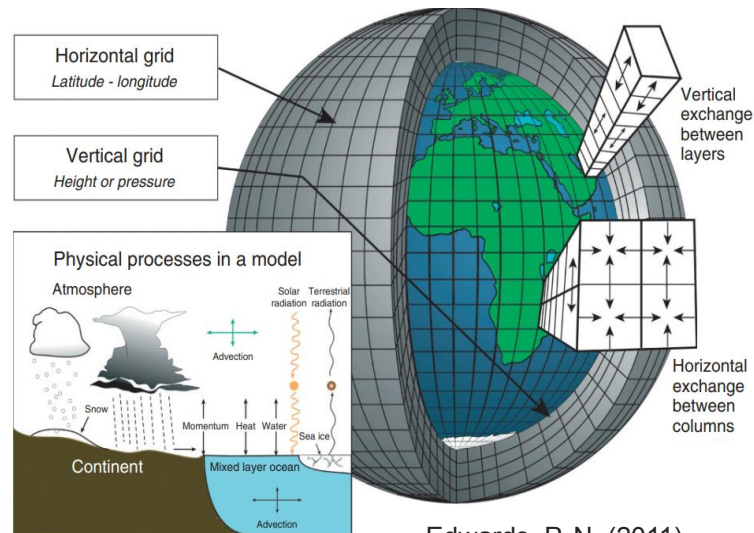 Horizontal grid
Latitude - longitude
Vertical grid
Height or pressure
Vertical
exchange
between
layers
Physical processes in a model
Atmosphere
Solar
radiation
Terrestrial
radiation
Advection
Snow
Momentum
Heat
Water
Sea ice
Continent
Mixed layer ocean
Advection
Horizontal
exchange
between
columns
Edwards, P. N. (2011)